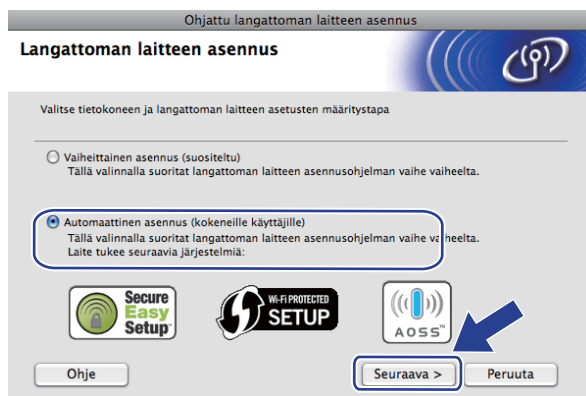 Ohjattu langattoman laitteen asennus
Langattoman laitteen asennus
Valitse tietokoneen ja langattoman laitteen asetusten määritystapa
Vaiheittainen asennus (suositeltu)
Tällä valinnalla suoritat langattoman laitteen asennusohjelman vaihe vaiheelta.
Automaattinen asennus (kokeneille käyttäjille)
Tällä valinnalla suoritat langattoman laitteen asennusohjelman vaihe vaiheelta.
Laite tukee seuraavia järjestelmiä:
Secure
Easy
Setup™
Wi-Fi PROTECTED
SETUP
AOSS™
Ohje
Seuraava >
Peruuta